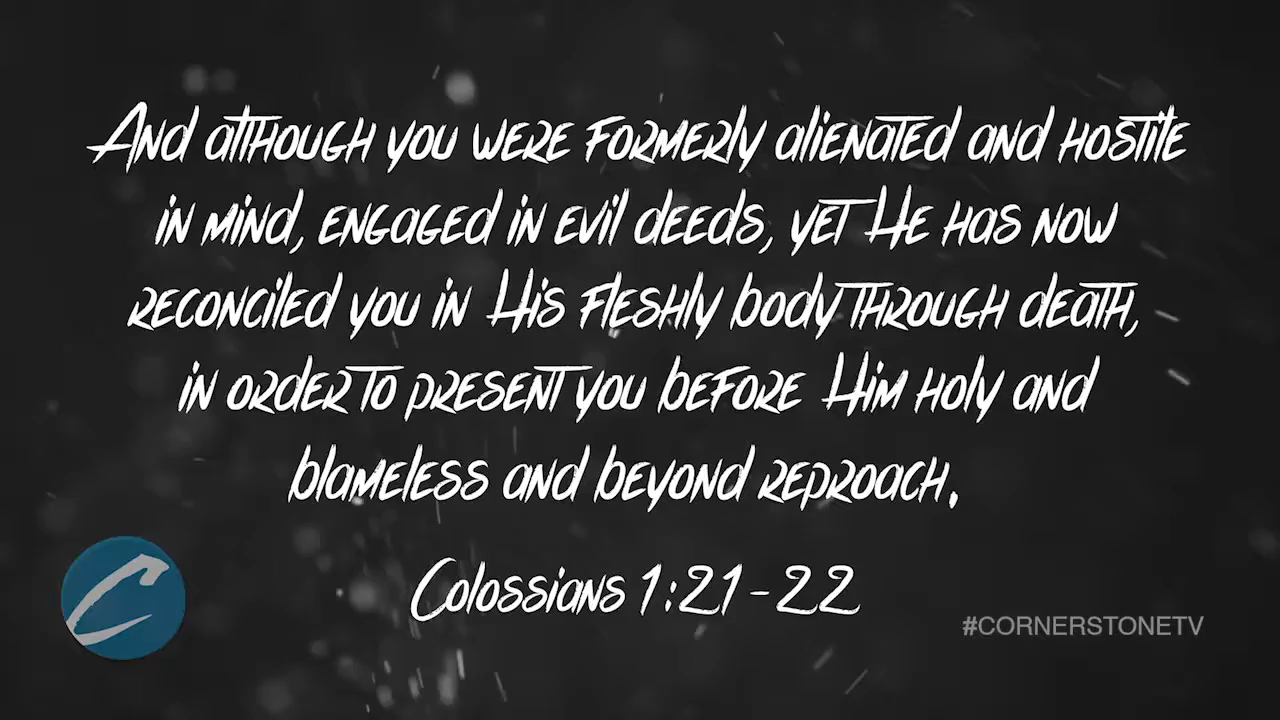 And although you were formerly alienated and hostile
in mind, engaged in evil deeds, yet He has now
reconciled you in His fleshly body through death,
in order to present you before Him holy and
blameless and beyond reproach.
Colossians 1:21-22
C
#CORNERSTONETV